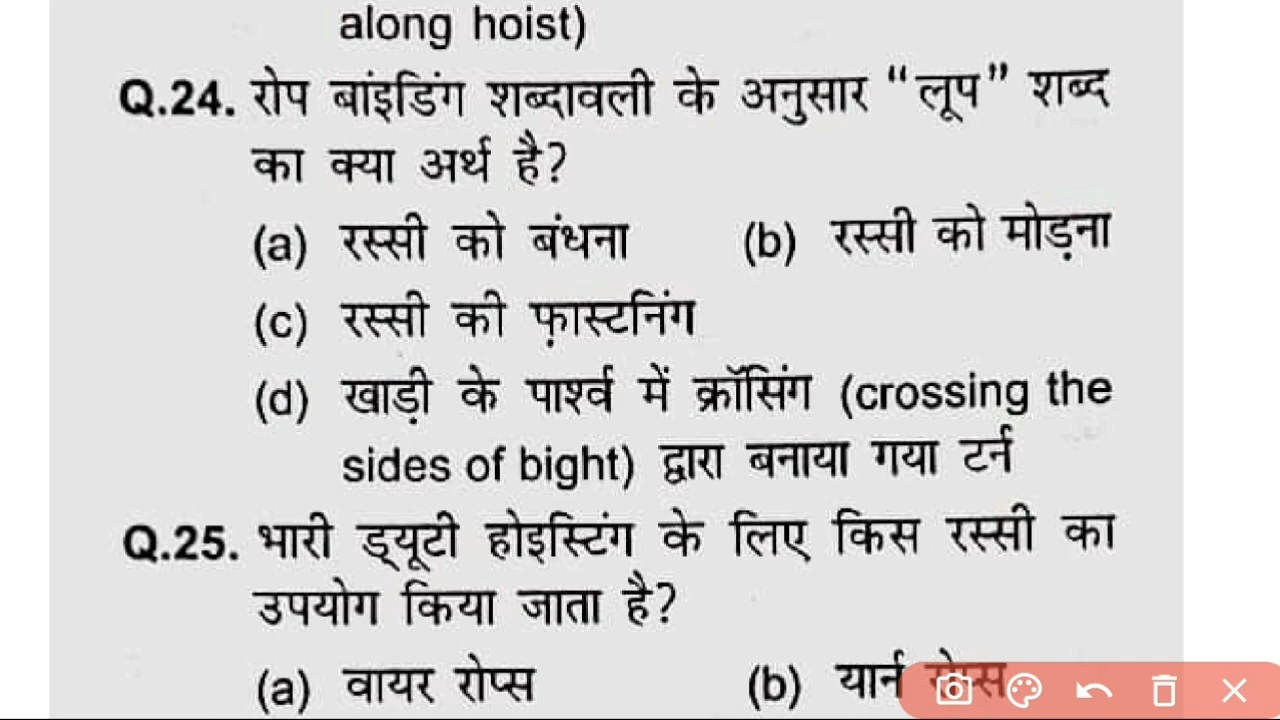 along hoist)
Q.24. रोप बांइडिंग शब्दावली के अनुसार "लूप" शब्द
का क्या अर्थ है?
(a) रस्सी को बंधना (b) रस्सी को मोड़ना
(c) रस्सी की फ़ास्टनिंग
(d) खाड़ी के पार्श्व में क्रॉसिंग (crossing the
sides of bight) द्वारा बनाया गया टर्न
Q.25. भारी ड्यूटी होइस्टिंग के लिए किस रस्सी का
उपयोग किया जाता है?
(a) वायर रोप्स (b) यार्न रोप्स